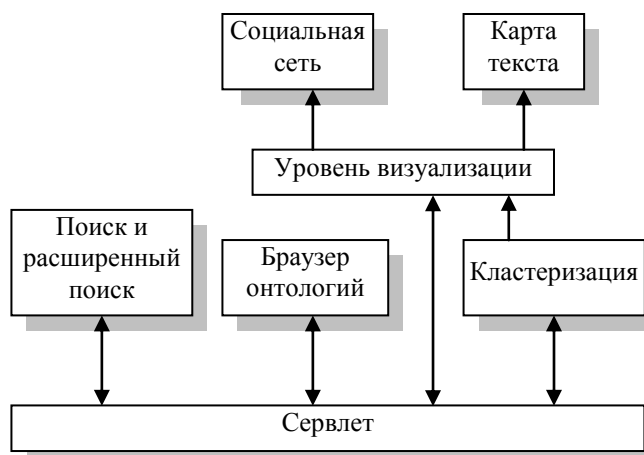 Социальная
сеть
Карта
текста
Уровень визуализации
Поиск и
расширенный
поиск
Браузер
онтологий
Кластеризация
Сервлет